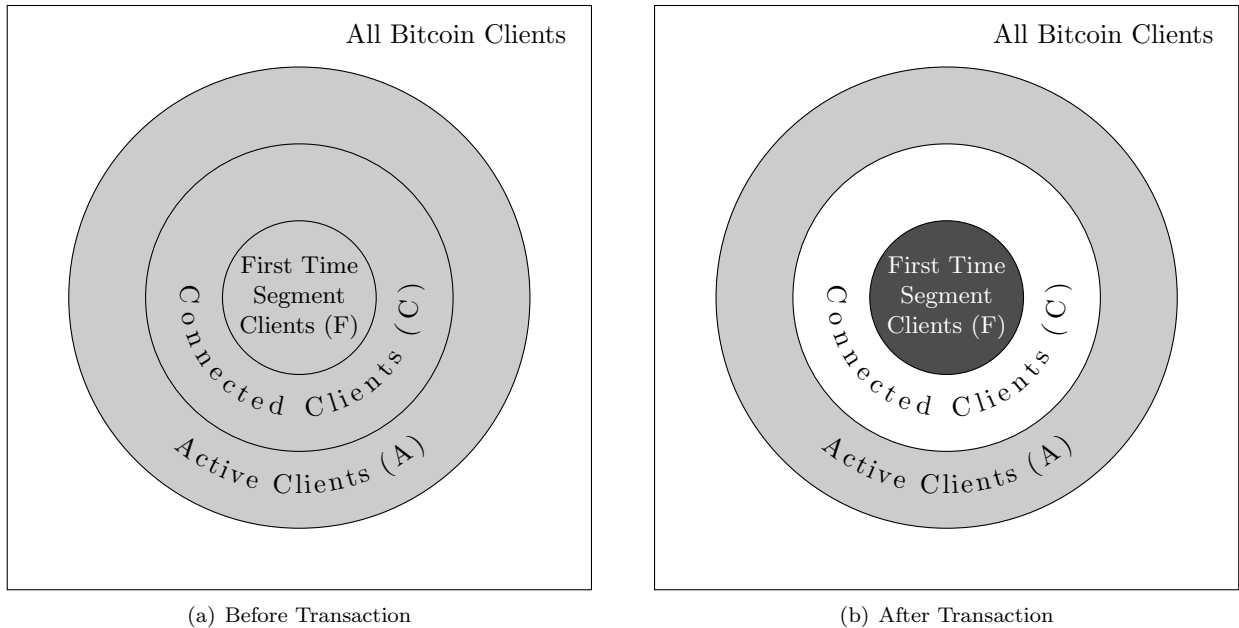 All Bitcoin Clients
First Time
Segment
Clients (F)
Connected Clients (C)
Active Clients (A)
(a) Before Transaction
All Bitcoin Clients
First Time
Segment
Clients (F)
Connected Clients (C)
Active Clients (A)
(b) After Transaction